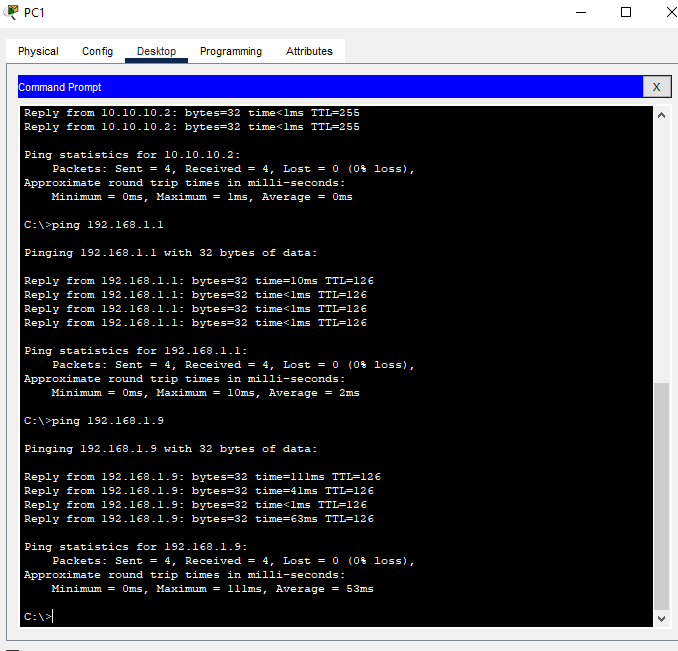 PC1
Physical Config Desktop Programming Attributes
Command Prompt X
Reply from 10.10.10.2: bytes=32 time<1ms TTL=255
Reply from 10.10.10.2: bytes=32 time<1ms TTL=255
Ping statistics for 10.10.10.2:
Packets: Sent = 4, Received = 4, Lost = 0 (0% loss),
Approximate round trip times in milli-seconds:
Minimum = 0ms, Maximum = 1ms, Average = 0ms
C:\>ping 192.168.1.1
Pinging 192.168.1.1 with 32 bytes of data:
Reply from 192.168.1.1: bytes=32 time=10ms TTL=126
Reply from 192.168.1.1: bytes=32 time<1ms TTL=126
Reply from 192.168.1.1: bytes=32 time<1ms TTL=126
Reply from 192.168.1.1: bytes=32 time<1ms TTL=126
Ping statistics for 192.168.1.1:
Packets: Sent = 4, Received = 4, Lost = 0 (0% loss),
Approximate round trip times in milli-seconds:
Minimum = 0ms, Maximum = 10ms, Average = 2ms
C:\>ping 192.168.1.9
Pinging 192.168.1.9 with 32 bytes of data:
Reply from 192.168.1.9: bytes=32 time=111ms TTL=126
Reply from 192.168.1.9: bytes=32 time=41ms TTL=126
Reply from 192.168.1.9: bytes=32 time<1ms TTL=126
Reply from 192.168.1.9: bytes=32 time=63ms TTL=126
Ping statistics for 192.168.1.9:
Packets: Sent = 4, Received = 4, Lost = 0 (0% loss),
Approximate round trip times in milli-seconds:
Minimum = 0ms, Maximum = 111ms, Average = 53ms
C:\>